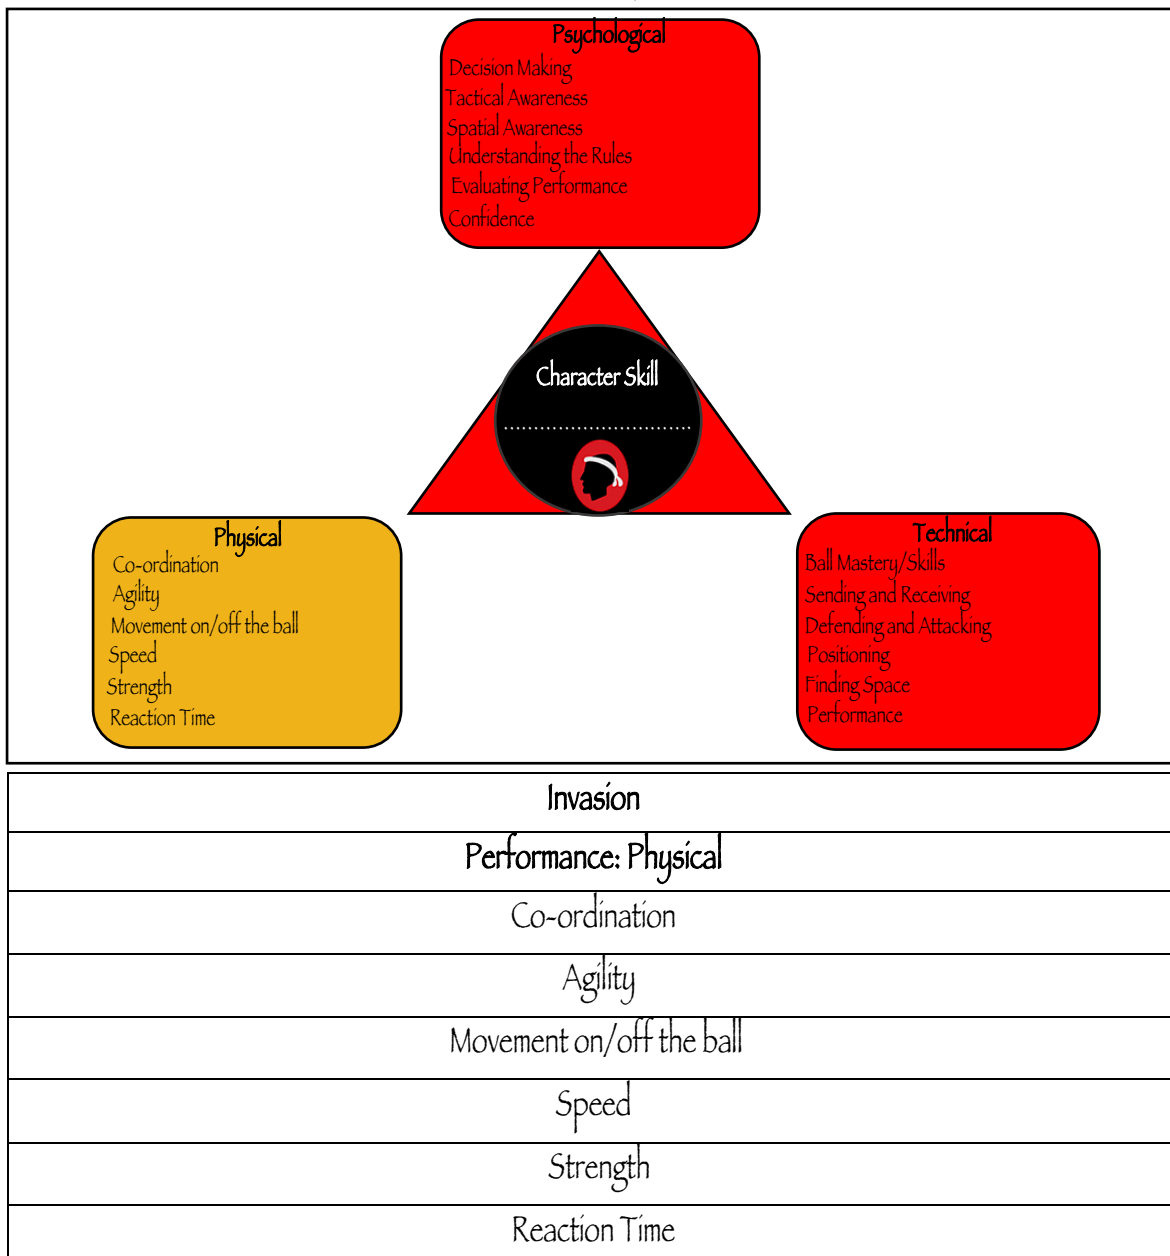 Psychological
Decision Making
Tactical Awareness
Spatial Awareness
Understanding the Rules
Evaluating Performance
Confidence
Character Skill
...............................
Physical
Co-ordination
Agility
Movement on/off the ball
Speed
Strength
Reaction Time
Technical
Ball Mastery/Skills
Sending and Receiving
Defending and Attacking
Positioning
Finding Space
Performance
Invasion
Performance: Physical
Co-ordination
Agility
Movement on/off the ball
Speed
Strength
Reaction Time